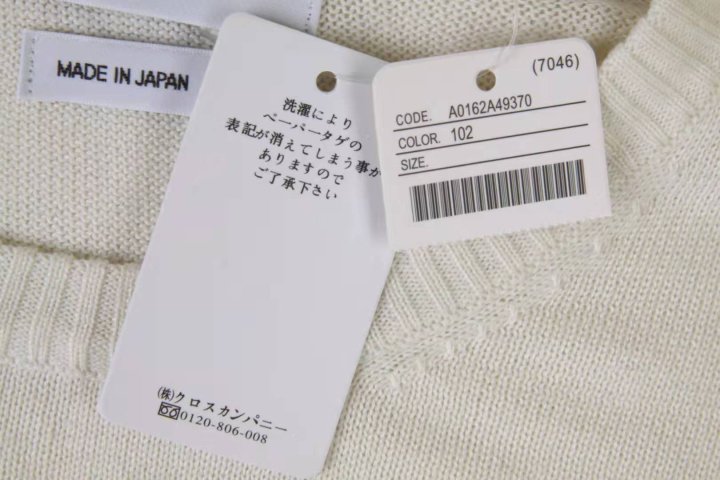 MADE IN JAPAN
洗濯により
ペーパータグの
表記が消えてしまう事が
ありますので
ご了承下さい
(株)クロスカンパニー
0120-806-008
(7046)
CODE. A0162A49370
COLOR. 102
SIZE.